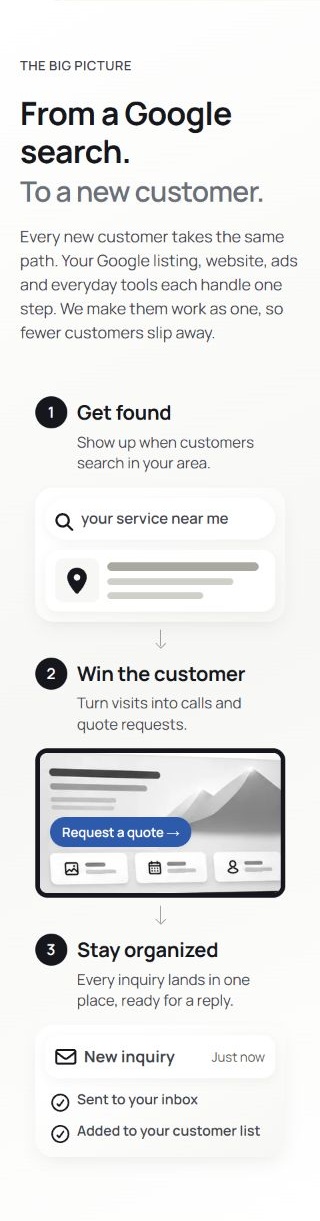 THE BIG PICTURE
From a Google
search.
To a new customer.
Every new customer takes the same
path. Your Google listing, website, ads
and everyday tools each handle one
step. We make them work as one, so
fewer customers slip away.
1 Get found
Show up when customers
search in your area.
your service near me
2 Win the customer
Turn visits into calls and
quote requests.
Request a quote →
3 Stay organized
Every inquiry lands in one
place, ready for a reply.
New inquiry Just now
Sent to your inbox
Added to your customer list